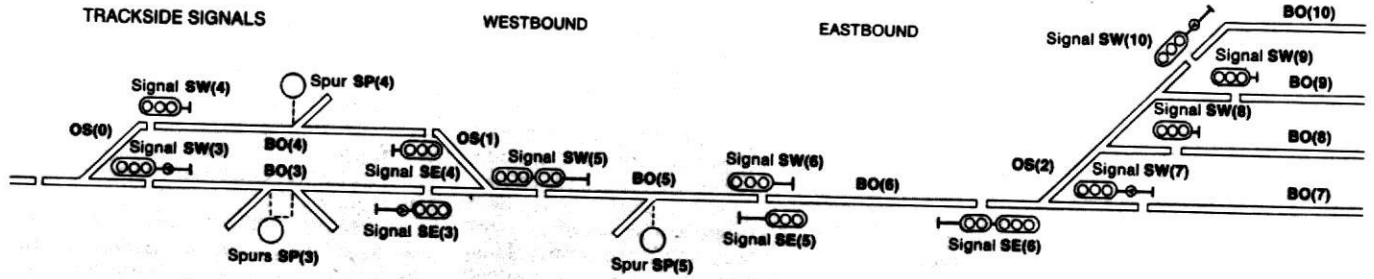 TRACKSIDE SIGNALS
WESTBOUND
EASTBOUND
BO(10)
Signal SW(10)
Signal SW(9)
BO(9)
Signal SW(4)
Spur SP(4)
Signal SW(8)
OS(0)
BO(4)
OS(1)
BO(8)
Signal SW(3)
BO(3)
Signal SE(4)
Signal SW(5)
BO(5)
Signal SW(6)
BO(6)
OS(2)
Signal SW(7)
BO(7)
Spurs SP(3)
Signal SE(3)
Spur SP(5)
Signal SE(5)
Signal SE(6)